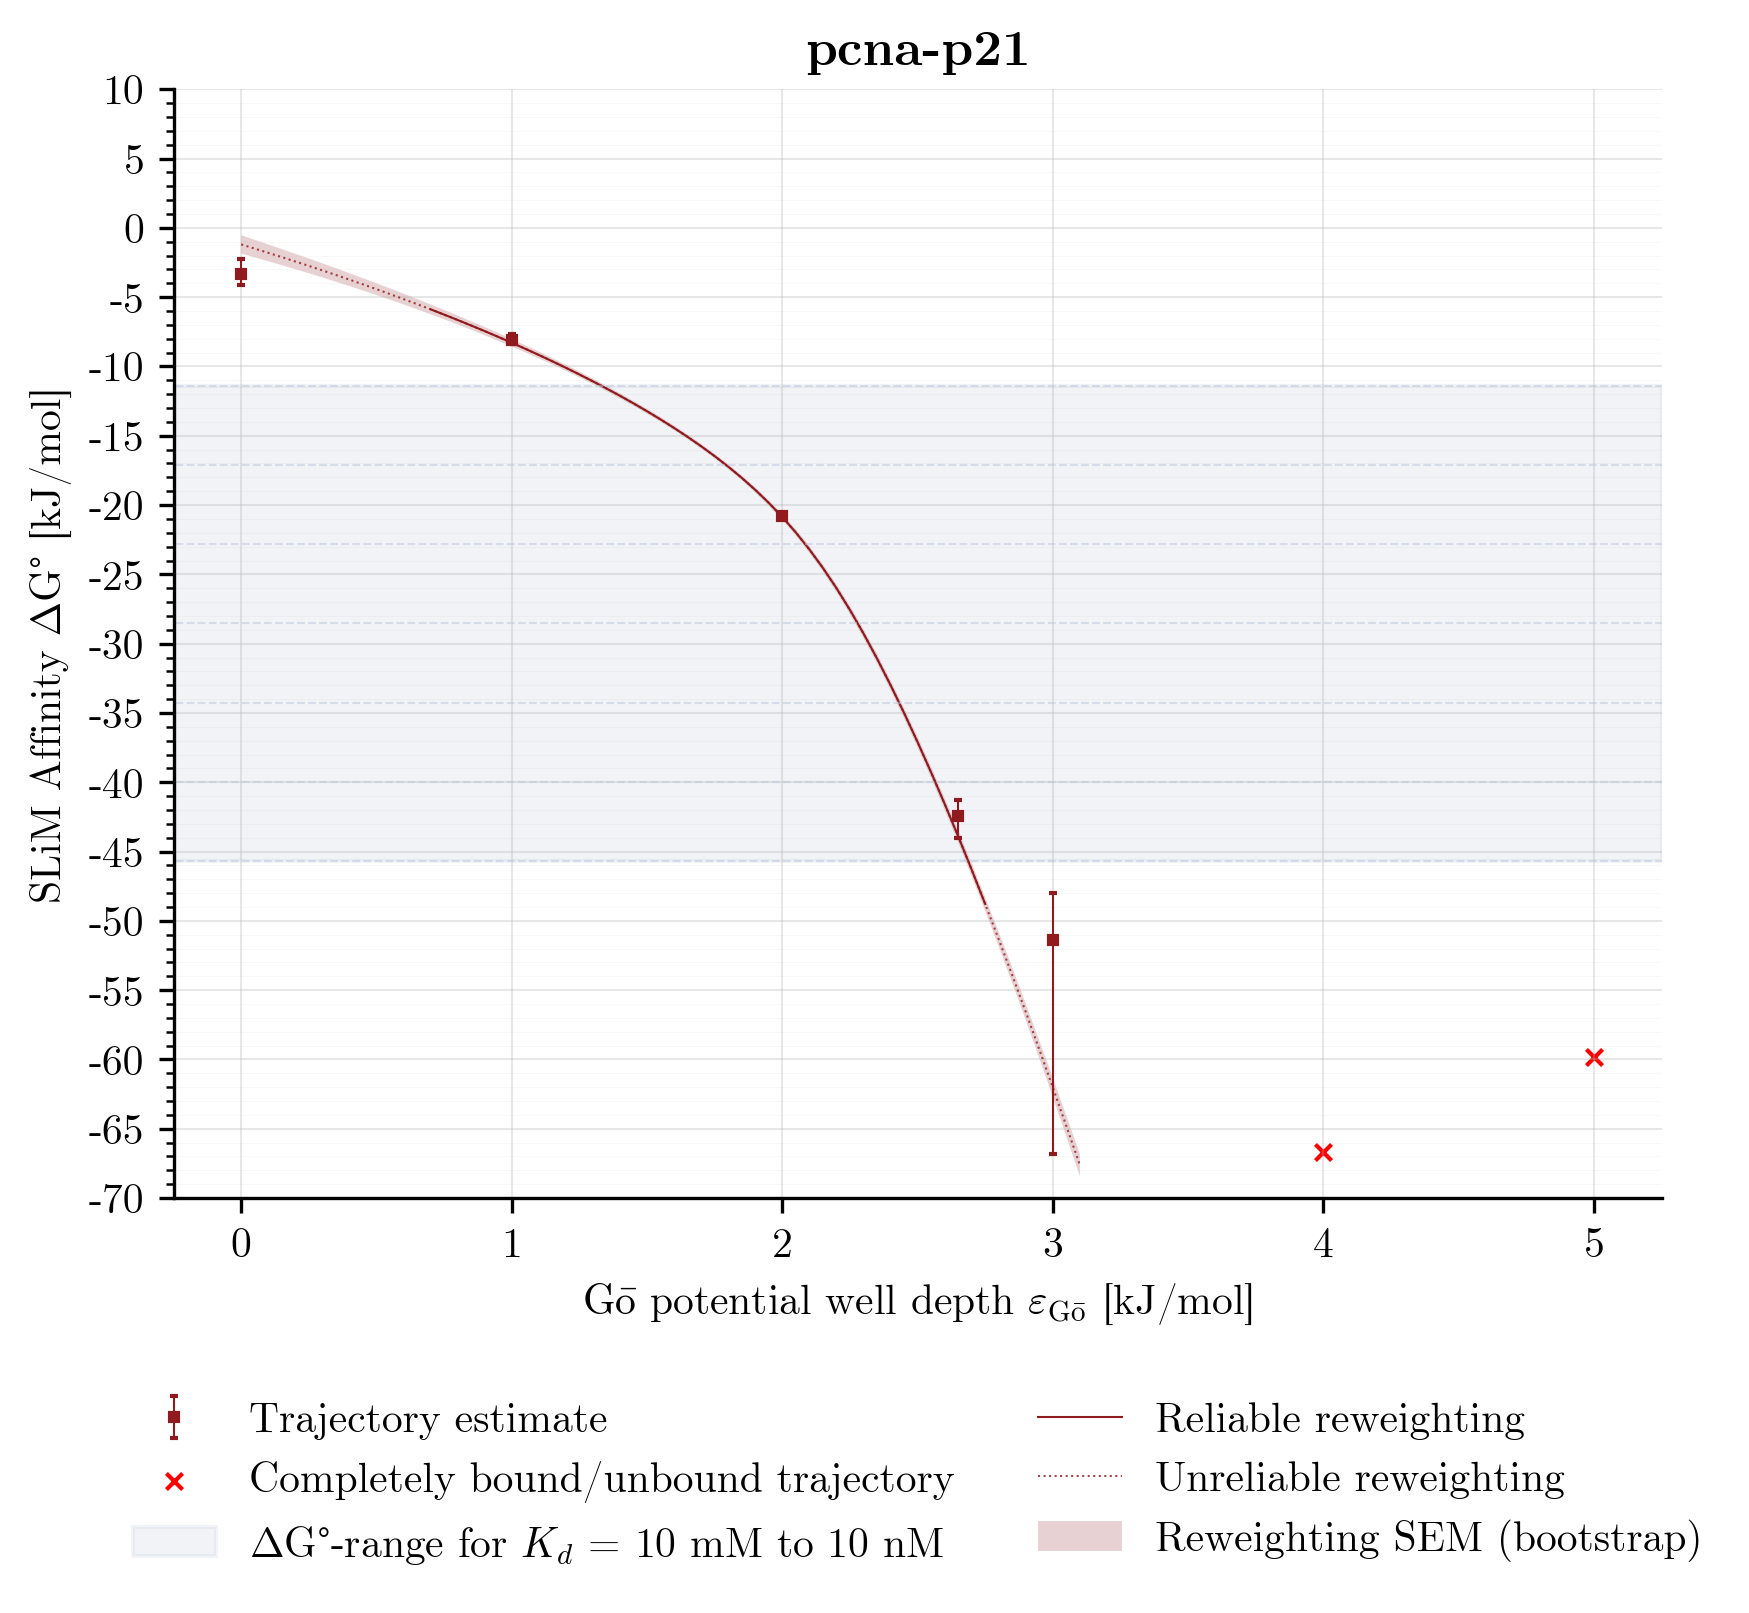 pcna-p21
10
5
0
-5
-10
-15
-20
-25
-30
-35
-40
-45
-50
-55
-60
-65
-70
SLiM Affinity ΔG° [kJ/mol]
0 1 2 3 4 5
Gō potential well depth ε_Gō [kJ/mol]
Trajectory estimate
Completely bound/unbound trajectory
ΔG°-range for K_d = 10 mM to 10 nM
Reliable reweighting
Unreliable reweighting
Reweighting SEM (bootstrap)